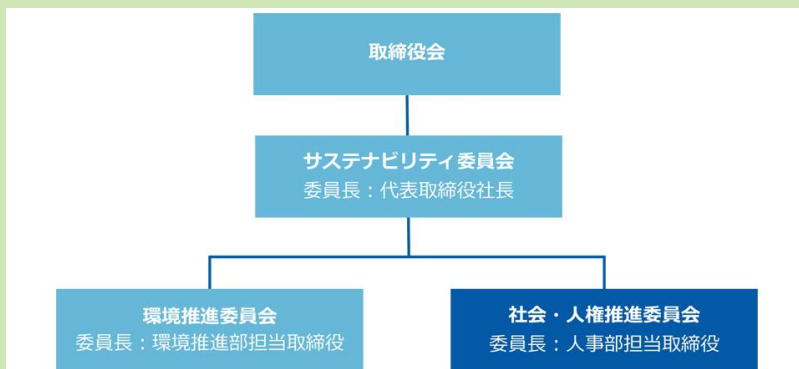 取締役会
サステナビリティ委員会
委員長：代表取締役社長
環境推進委員会
委員長：環境推進部担当取締役
社会・人権推進委員会
委員長：人事部担当取締役